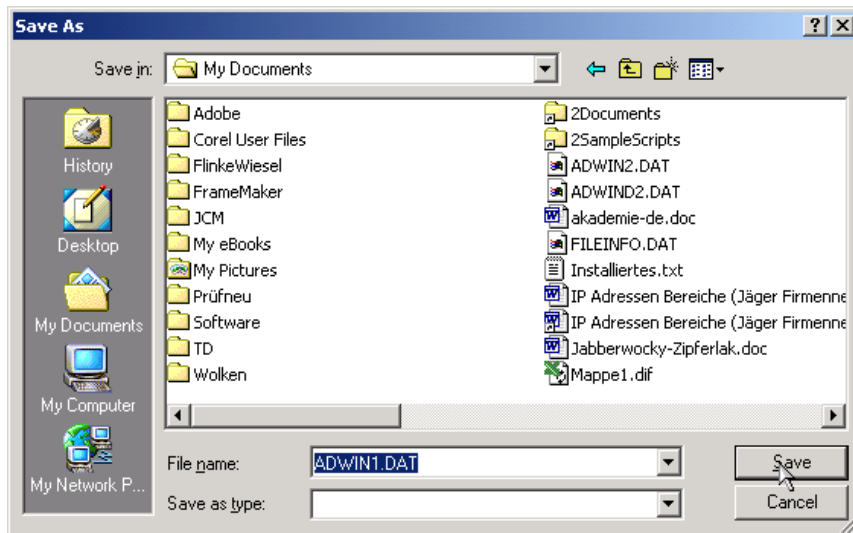 Save As
Save in: My Documents
History
Desktop
My Documents
My Computer
My Network P...
Adobe
Corel User Files
FlinkeWiesel
FrameMaker
JCM
My eBooks
My Pictures
Prüfneu
Software
TD
Wolken
2Documents
2SampleScripts
ADWIN2.DAT
ADWIND2.DAT
akademie-de.doc
FILEINFO.DAT
Installiertes.txt
IP Adressen Bereiche (Jäger Firmenne
IP Adressen Bereiche (Jäger Firmenne
Jabberwocky-Zipferlak.doc
Mappe1.dif
File name: ADWIN1.DAT Save
Save as type: Cancel